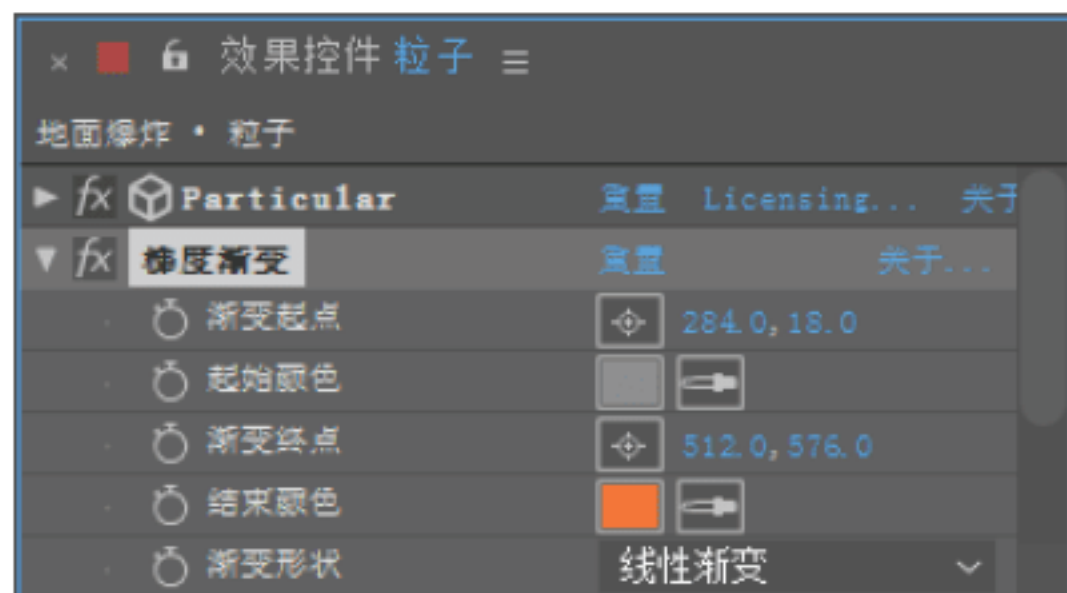 × 效果控件 粒子 ≡
地面爆炸 • 粒子
fx Particular 重置 Licensing... 关于
fx 梯度渐变 重置 关于...
渐变起点 284.0,18.0
起始颜色
渐变终点 512.0,576.0
结束颜色
渐变形状 线性渐变